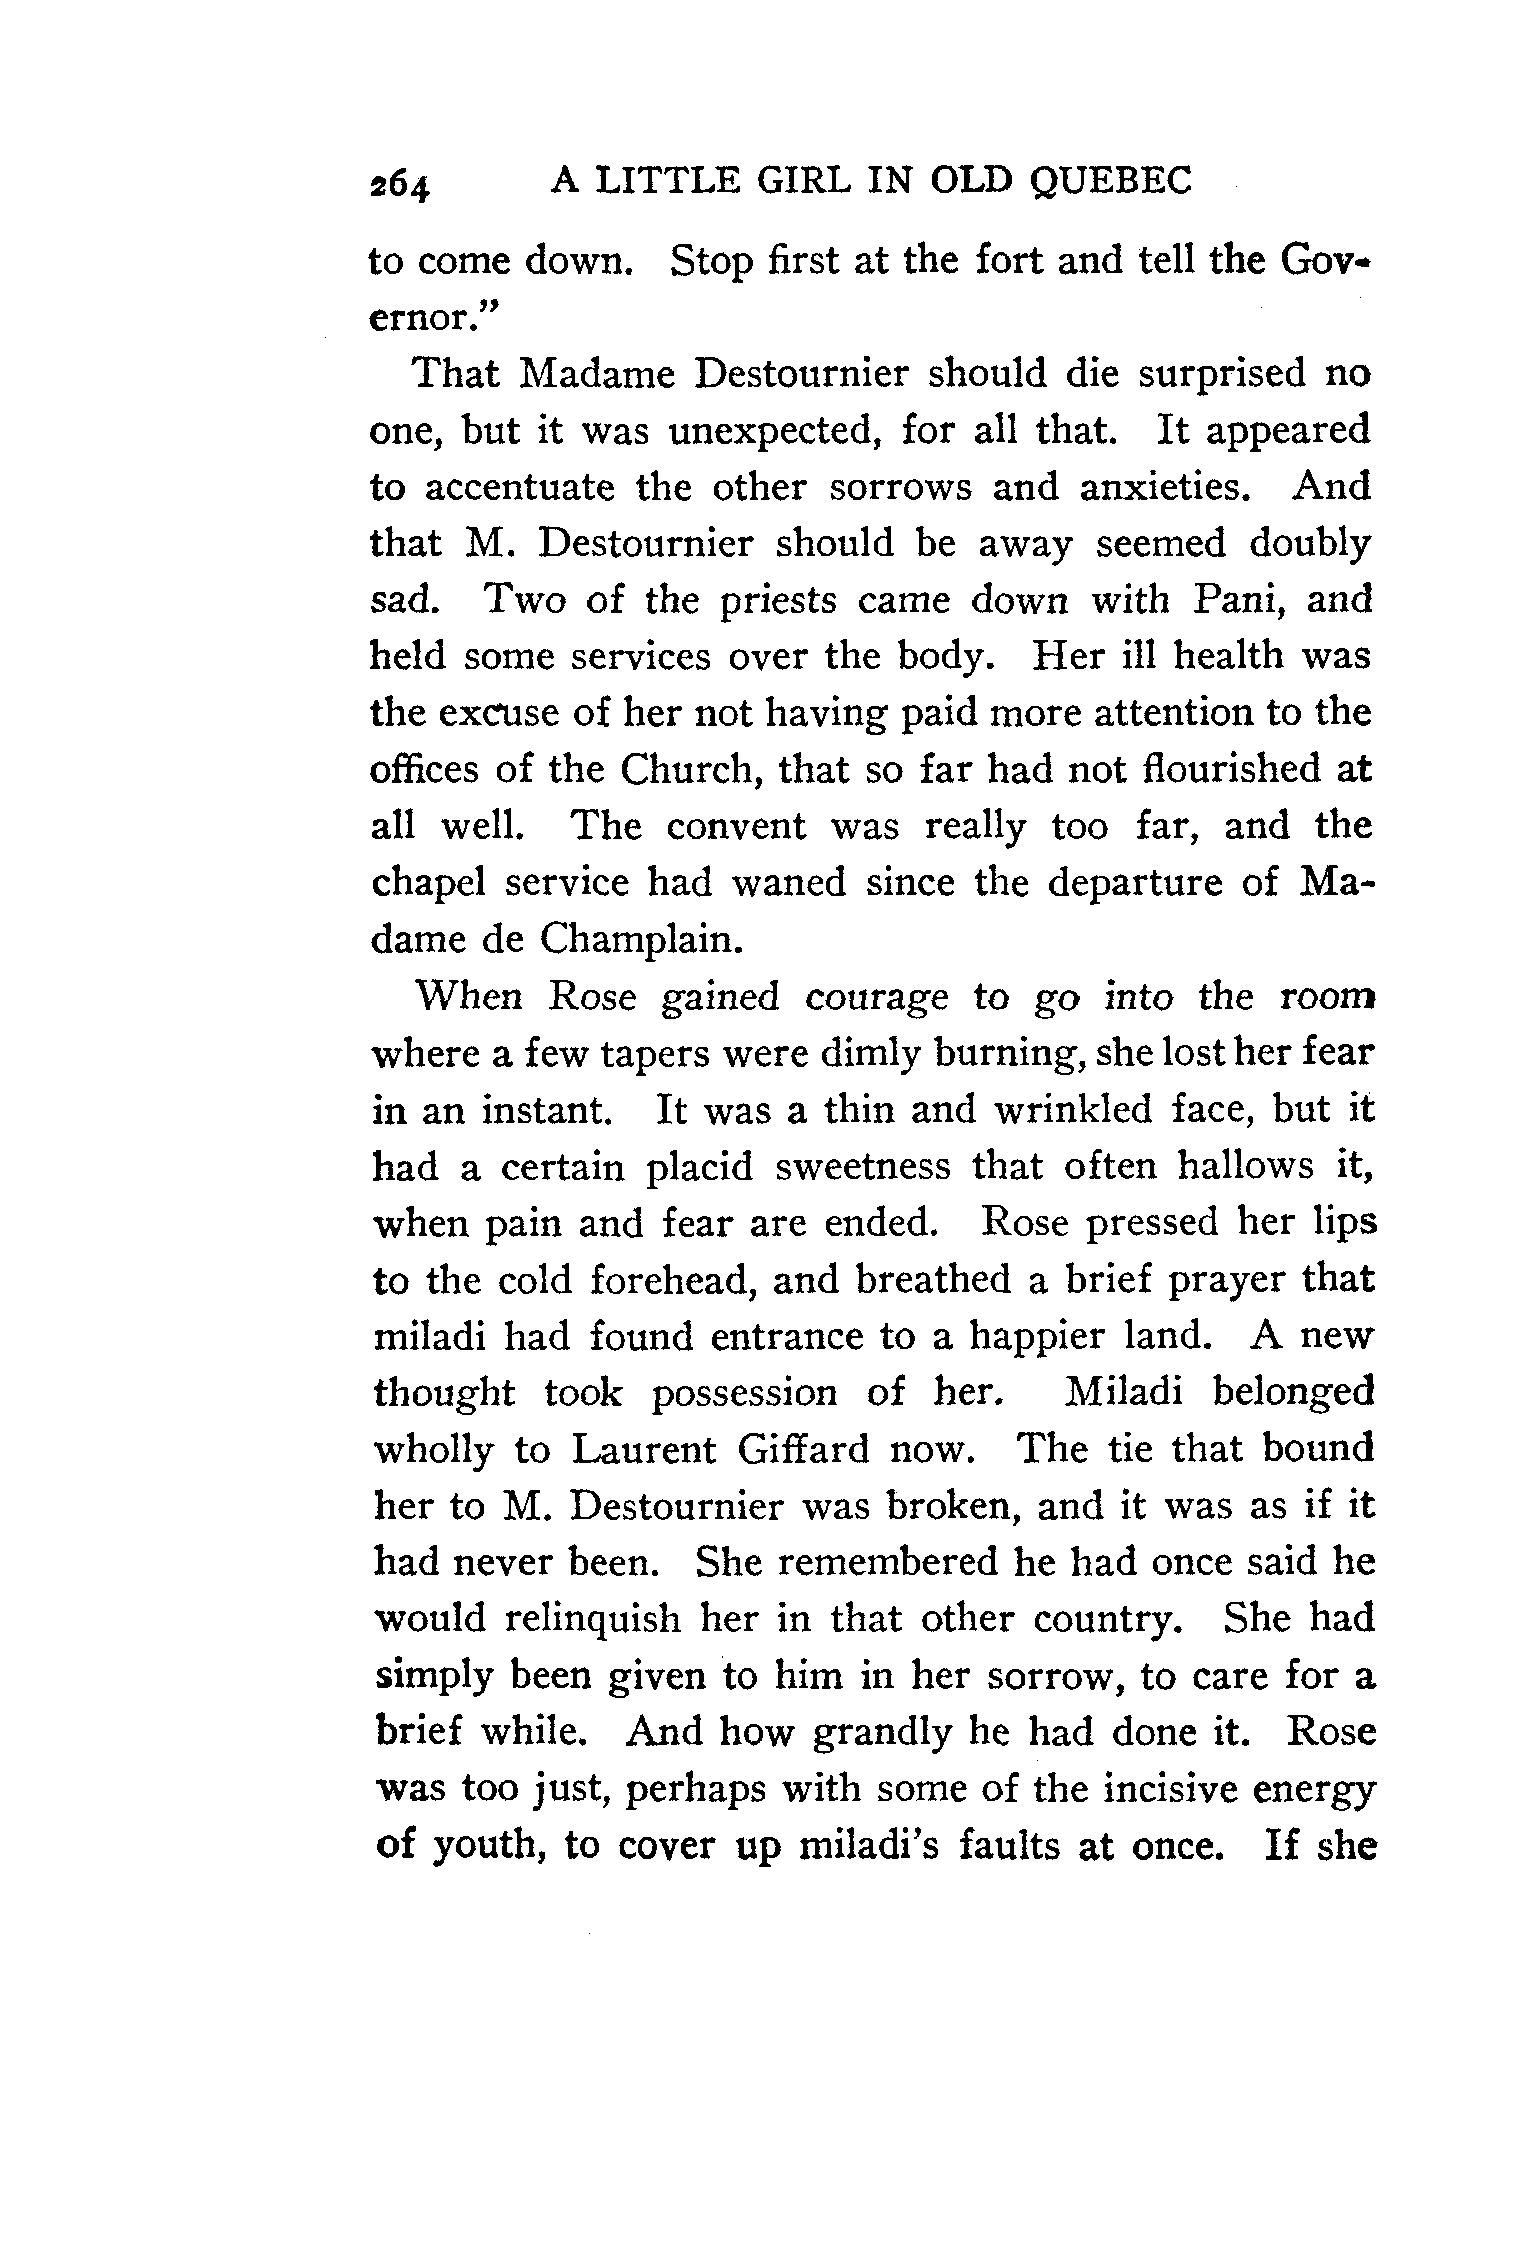 264 A LITTLE GIRL IN OLD QUEBEC
to come down. Stop first at the fort and tell the Gov-
ernor.”
That Madame Destournier should die surprised no
one, but it was unexpected, for all that. It appeared
to accentuate the other sorrows and anxieties. And
that M. Destournier should be away seemed doubly
sad. Two of the priests came down with Pani, and
held some services over the body. Her ill health was
the excuse of her not having paid more attention to the
offices of the Church, that so far had not flourished at
all well. The convent was really too far, and the
chapel service had waned since the departure of Ma-
dame de Champlain.
When Rose gained courage to go into the room
where a few tapers were dimly burning, she lost her fear
in an instant. It was a thin and wrinkled face, but it
had a certain placid sweetness that often hallows it,
when pain and fear are ended. Rose pressed her lips
to the cold forehead, and breathed a brief prayer that
miladi had found entrance to a happier land. A new
thought took possession of her. Miladi belonged
wholly to Laurent Giffard now. The tie that bound
her to M. Destournier was broken, and it was as if it
had never been. She remembered he had once said he
would relinquish her in that other country. She had
simply been given to him in her sorrow, to care for a
brief while. And how grandly he had done it. Rose
was too just, perhaps with some of the incisive energy
of youth, to cover up miladi’s faults at once. If she